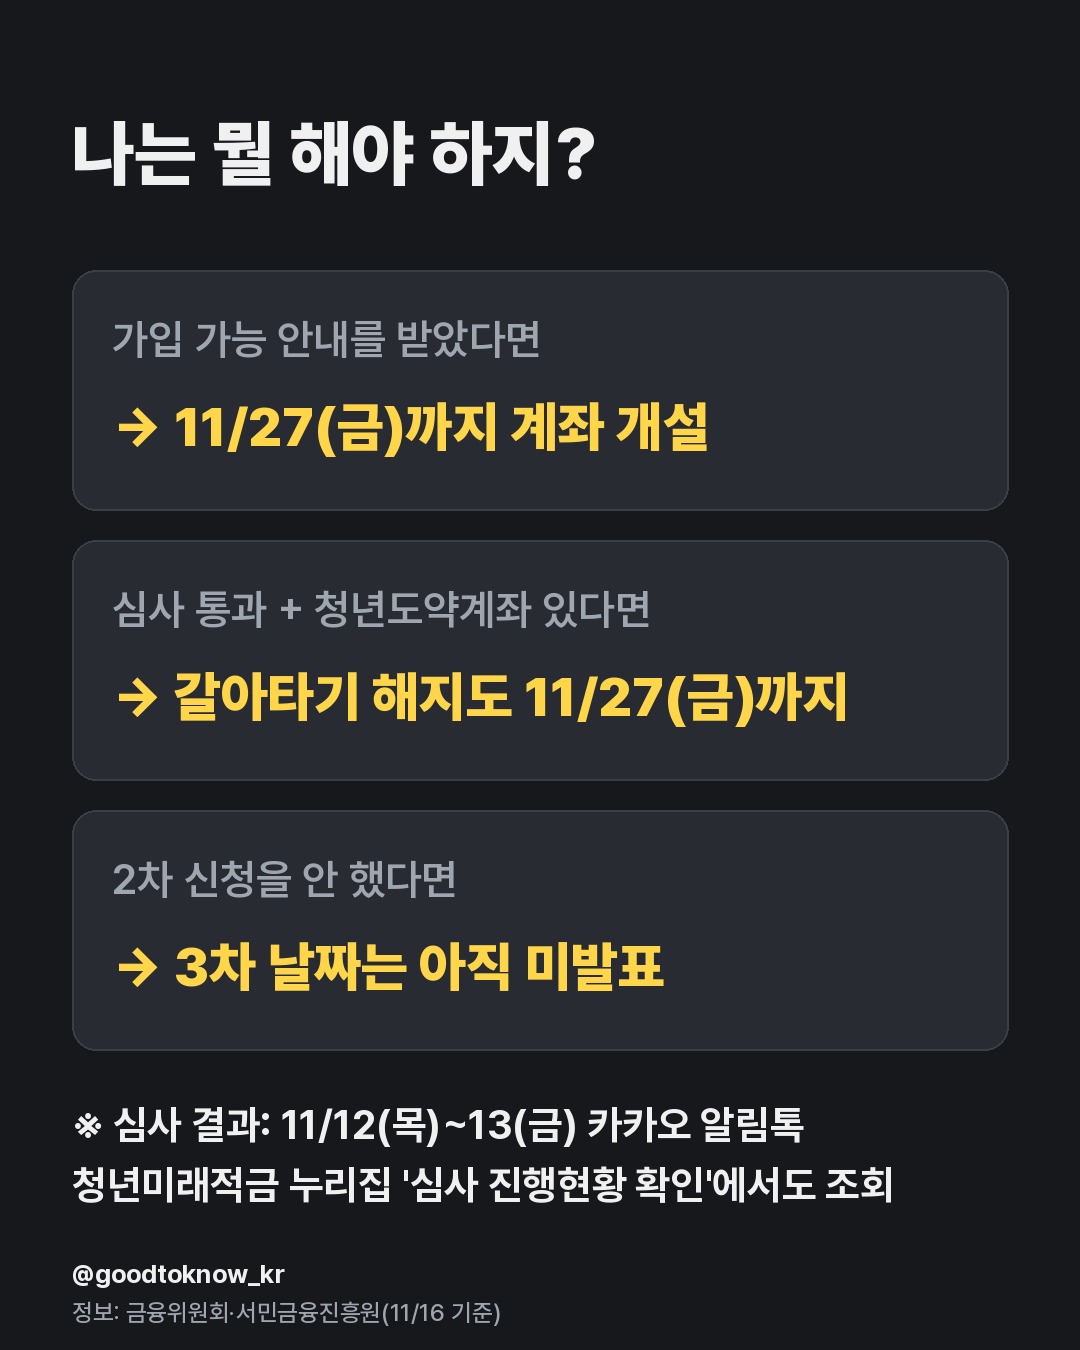 나는 뭘 해야 하지?
가입 가능 안내를 받았다면
→ 11/27(금)까지 계좌 개설
심사 통과 + 청년도약계좌 있다면
→ 갈아타기 해지도 11/27(금)까지
2차 신청을 안 했다면
→ 3차 날짜는 아직 미발표
※ 심사 결과: 11/12(목)~13(금) 카카오 알림톡
청년미래적금 누리집 '심사 진행현황 확인'에서도 조회
@goodtoknow_kr
정보: 금융위원회·서민금융진흥원(11/16 기준)